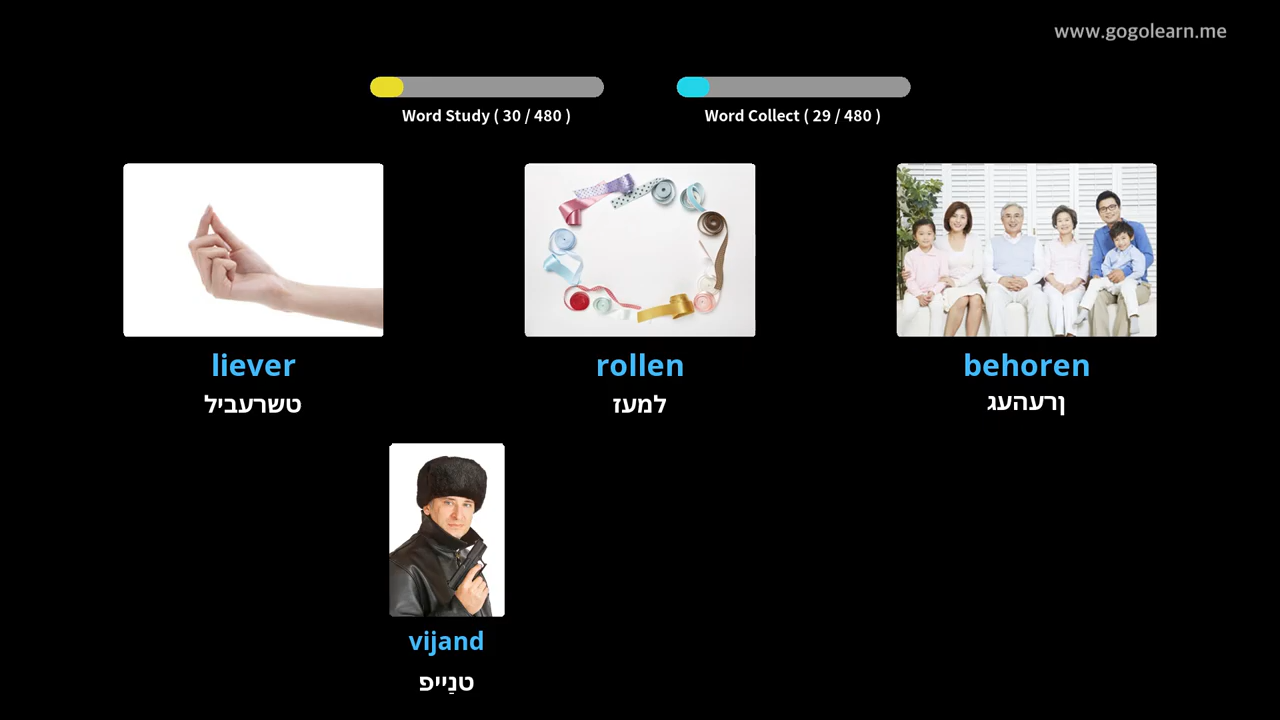 www.gogolearn.me
Word Study ( 30 / 480 )
Word Collect ( 29 / 480 )
liever
rollen
behoren
טשרעביל
למעז
ןרעהעג
vijand
טנַייפ